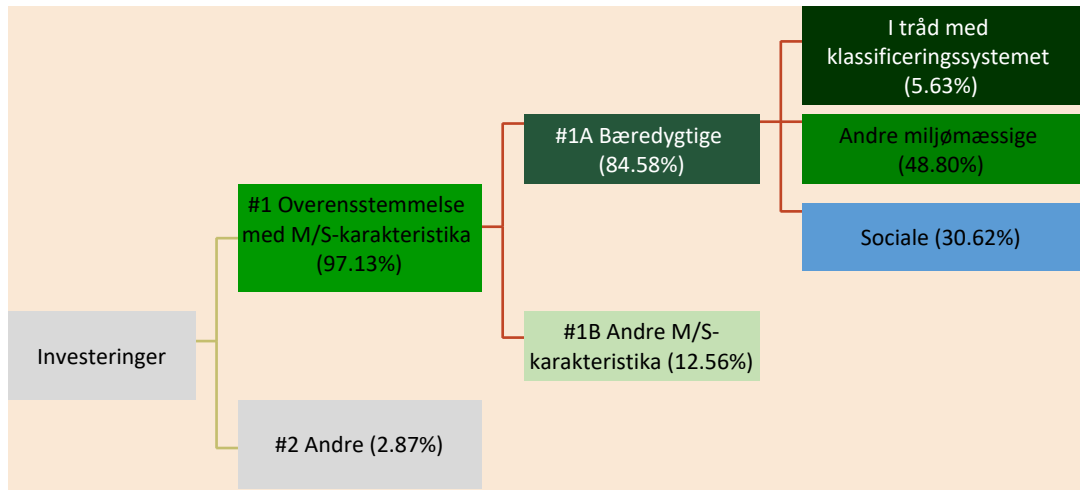 I tråd med
klassificeringssystemet
(5.63%)
#1A Bæredygtige
(84.58%)
Andre miljømæssige
(48.80%)
#1 Overensstemmelse
med M/S-karakteristika
(97.13%)
Sociale (30.62%)
Investeringer
#1B Andre M/S-
karakteristika (12.56%)
#2 Andre (2.87%)